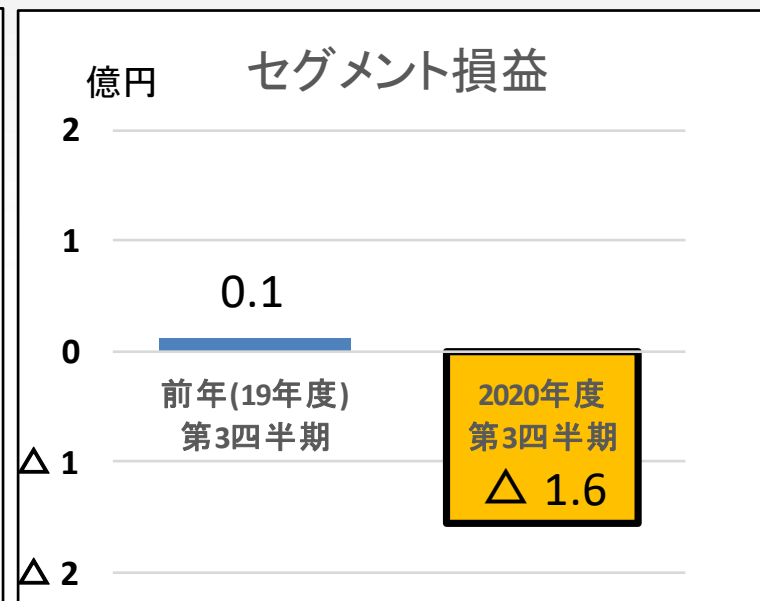 セグメント損益
億円
2
1
0.1
0
前年(19年度)
第3四半期
2020年度
第3四半期
△ 1
△ 1.6
△ 2